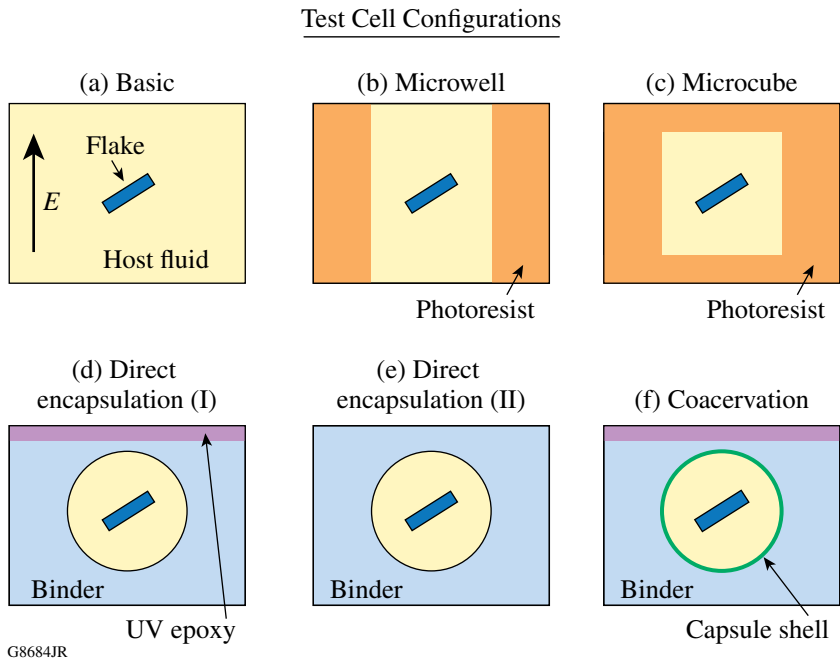 Test Cell Configurations
(a) Basic
(b) Microwell
(c) Microcube
Flake
E
Host fluid
Photoresist
Photoresist
(d) Direct
encapsulation (I)
(e) Direct
encapsulation (II)
(f) Coacervation
Binder
Binder
Binder
UV epoxy
Capsule shell
G8684JR